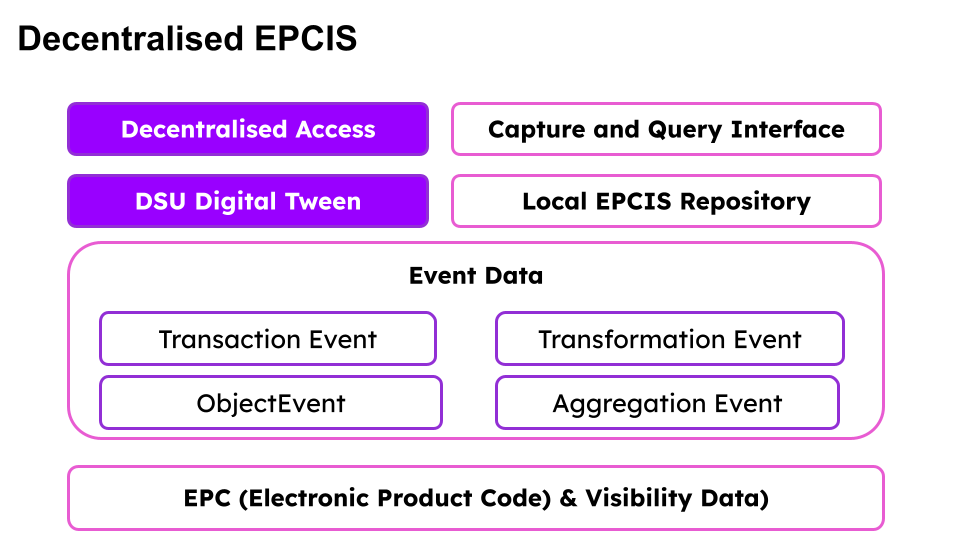 Decentralised EPCIS
Decentralised Access
Capture and Query Interface
DSU Digital Tween
Local EPCIS Repository
Event Data
Transaction Event
Transformation Event
ObjectEvent
Aggregation Event
EPC (Electronic Product Code) & Visibility Data)